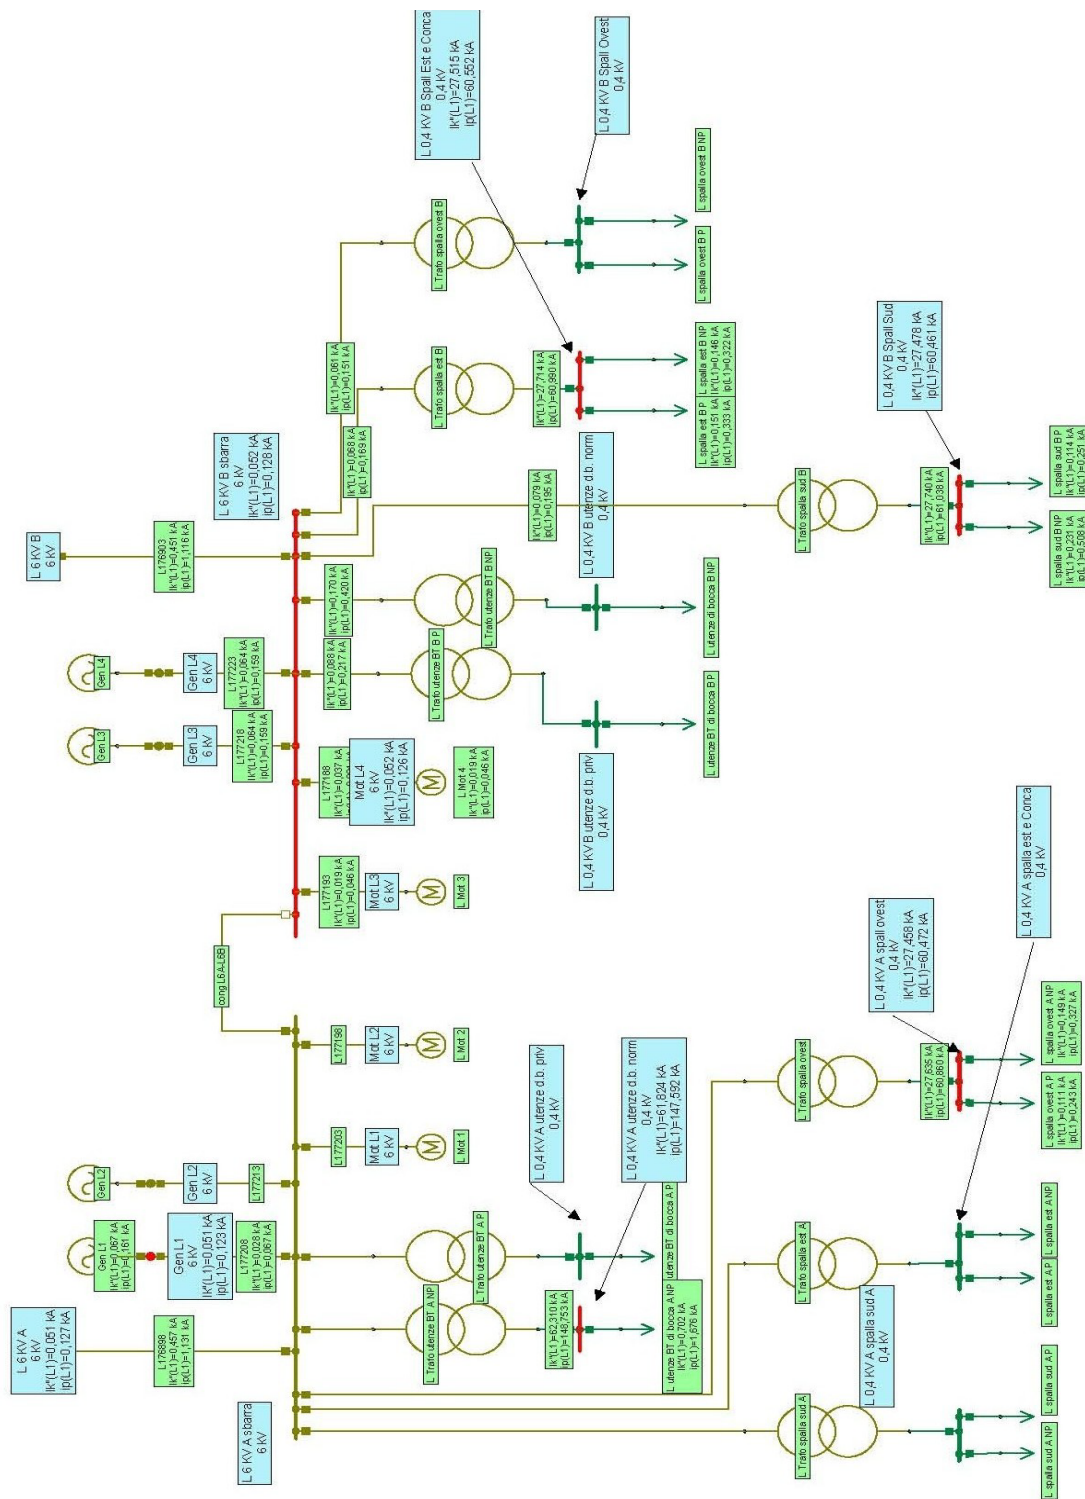 L 6 KV A
6 KV
Ik"(L1)=0,051 kA
ip(L1)=0,127 kA
L176898
Ik"(L1)=0,457 kA
ip(L1)=1,131 kA
L 6 KV A sbarra
6 KV
Gen L1
Ik"(L1)=0,067 kA
ip(L1)=0,161 kA
Gen L1
6 KV
Ik"(L1)=0,051 kA
ip(L1)=0,123 kA
L177208
Ik"(L1)=0,028 kA
ip(L1)=0,067 kA
Gen L2
Gen L2
6 KV
L177213
L177203
Mot L1
6 KV
M
L Mot 1
L177198
Mot L2
6 KV
M
L Mot 2
cong L6A-L6B
L Trafo utenze BT A NP
L Trafo utenze BT A P
Ik"(L1)=62,310 kA
ip(L1)=148,753 kA
L 0,4 KV A utenze d.b. priv
0,4 KV
L 0,4 KV A utenze d.b. norm
0,4 KV
Ik"(L1)=61,824 kA
ip(L1)=147,592 kA
utenze BT di bocca A P
L utenze BT di bocca A NP
Ik"(L1)=0,702 kA
ip(L1)=1,676 kA
L Trafo spalla sud A
L 0,4 KV A spalla sud A
0,4 KV
L spalla sud A NP
L spalla sud A P
L Trafo spalla est A
L spalla est A P
L spalla est A NP
L 0,4 KV A spalla est e Conca
0,4 KV
L Trafo spalla ovest
Ik"(L1)=27,635 kA
ip(L1)=60,860 kA
L 0,4 KV A spall ovest
0,4 KV
Ik"(L1)=27,458 kA
ip(L1)=60,472 kA
L spalla ovest A P
Ik"(L1)=0,111 kA
ip(L1)=0,243 kA
L spalla ovest A NP
Ik"(L1)=0,149 kA
ip(L1)=0,327 kA
L 6 KV B
6 KV
L176903
Ik"(L1)=0,451 kA
ip(L1)=1,116 kA
L 6 KV B sbarra
6 KV
Ik"(L1)=0,052 kA
ip(L1)=0,128 kA
Gen L3
Gen L3
6 KV
L177218
Ik"(L1)=0,064 kA
ip(L1)=0,159 kA
Gen L4
Gen L4
6 KV
L177223
Ik"(L1)=0,064 kA
ip(L1)=0,159 kA
L177193
Ik"(L1)=0,019 kA
ip(L1)=0,046 kA
Mot L3
6 KV
M
L Mot 3
L177188
Ik"(L1)=0,037 kA
Mot L4
6 KV
Ik"(L1)=0,052 kA
ip(L1)=0,126 kA
M
L Mot 4
Ik"(L1)=0,019 kA
ip(L1)=0,046 kA
Ik"(L1)=0,088 kA
ip(L1)=0,217 kA
Ik"(L1)=0,170 kA
ip(L1)=0,420 kA
L Trafo utenze BT B P
L Trafo utenze BT B NP
L 0,4 KV B utenze d.b. priv
0,4 KV
L 0,4 KV B utenze d.b. norm
0,4 KV
L utenze BT di bocca B P
L utenze di bocca B NP
Ik"(L1)=0,079 kA
ip(L1)=0,195 kA
Ik"(L1)=0,068 kA
ip(L1)=0,169 kA
Ik"(L1)=0,061 kA
ip(L1)=0,151 kA
L Trafo spalla est B
Ik"(L1)=27,714 kA
ip(L1)=60,990 kA
L 0,4 KV B Spall Est e Conca
0,4 KV
Ik"(L1)=27,515 kA
ip(L1)=60,552 kA
L spalla est B P
Ik"(L1)=0,151 kA
ip(L1)=0,333 kA
L spalla est B NP
Ik"(L1)=0,146 kA
ip(L1)=0,322 kA
L Trafo spalla ovest B
L 0,4 KV B Spall Ovest
0,4 KV
L spalla ovest B P
L spalla ovest B NP
L Trafo spalla sud B
Ik"(L1)=27,740 kA
ip(L1)=61,038 kA
L 0,4 KV B Spall Sud
0,4 KV
Ik"(L1)=27,478 kA
ip(L1)=60,461 kA
L spalla sud B NP
Ik"(L1)=0,231 kA
ip(L1)=0,508 kA
L spalla sud B P
Ik"(L1)=0,114 kA
ip(L1)=0,251 kA